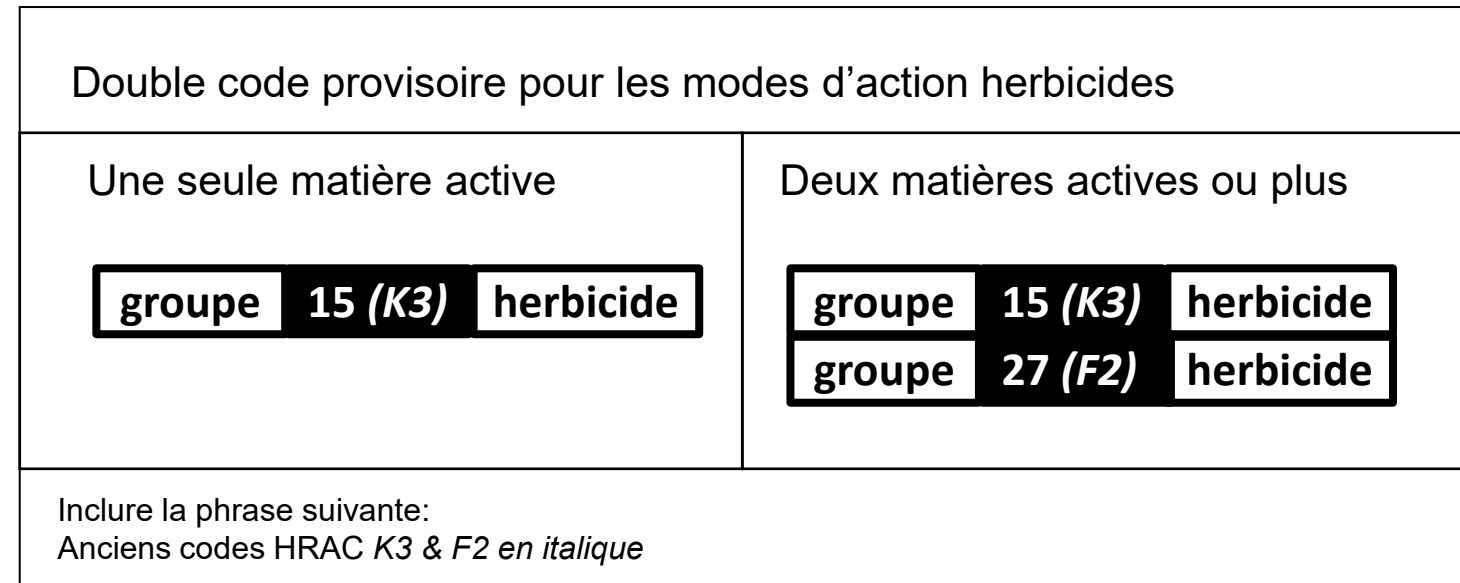 Double code provisoire pour les modes d’action herbicides
Une seule matière active
groupe 15 (K3) herbicide
Deux matières actives ou plus
groupe 15 (K3) herbicide
groupe 27 (F2) herbicide
Inclure la phrase suivante:
Anciens codes HRAC K3 & F2 en italique